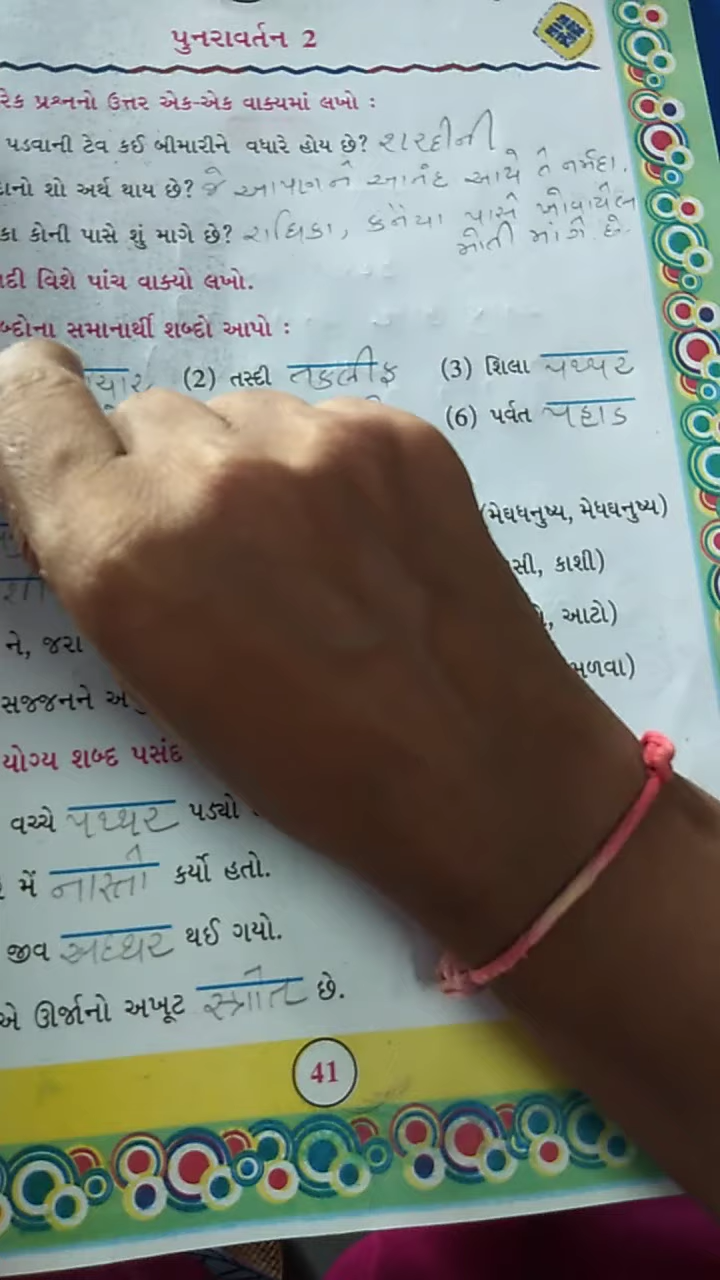 પુનરાવર્તન 2
રેક પ્રશ્નનો ઉત્તર એક-એક વાક્યમાં લખો :
પડવાની ટેવ કઈ બીમારીને વધારે હોય છે? શરદીની
નો શો અર્થ થાય છે? જે આપણને આનંદ આપે તે નર્મદા.
કા કોની પાસે શું માગે છે? રાધિકા, કનૈયા પાસે ખોવાયેલ
મોતી માંગે છે.
દી વિશે પાંચ વાક્યો લખો.
બ્દોના સમાનાર્થી શબ્દો આપો :
(2) તસ્દી તકલીફ (3) શિલા પથ્થર
(6) પર્વત પહાડ
(મેઘધનુષ્ય, મેધઘનુષ્ય)
સી, કાશી)
, આટો)
ને, જરા
મળવા)
સજ્જનને અ
યોગ્ય શબ્દ પસંદ
વચ્ચે પથ્થર પડ્યો
મેં નાસ્તો કર્યો હતો.
જીવ અધ્ધર થઈ ગયો.
એ ઊર્જાનો અખૂટ સ્ત્રોત છે.
41